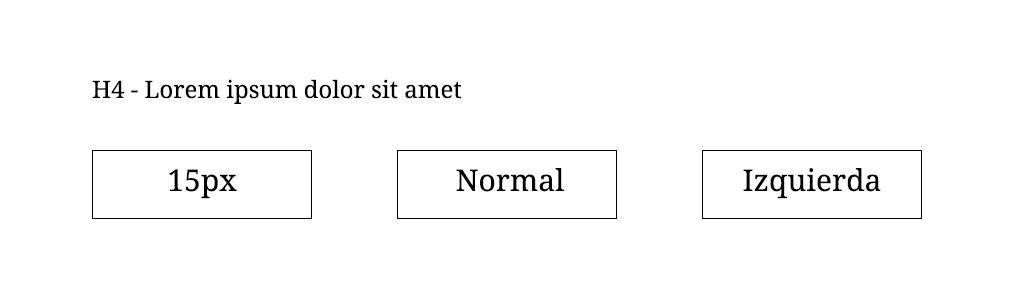 H4 - Lorem ipsum dolor sit amet
15px
Normal
Izquierda